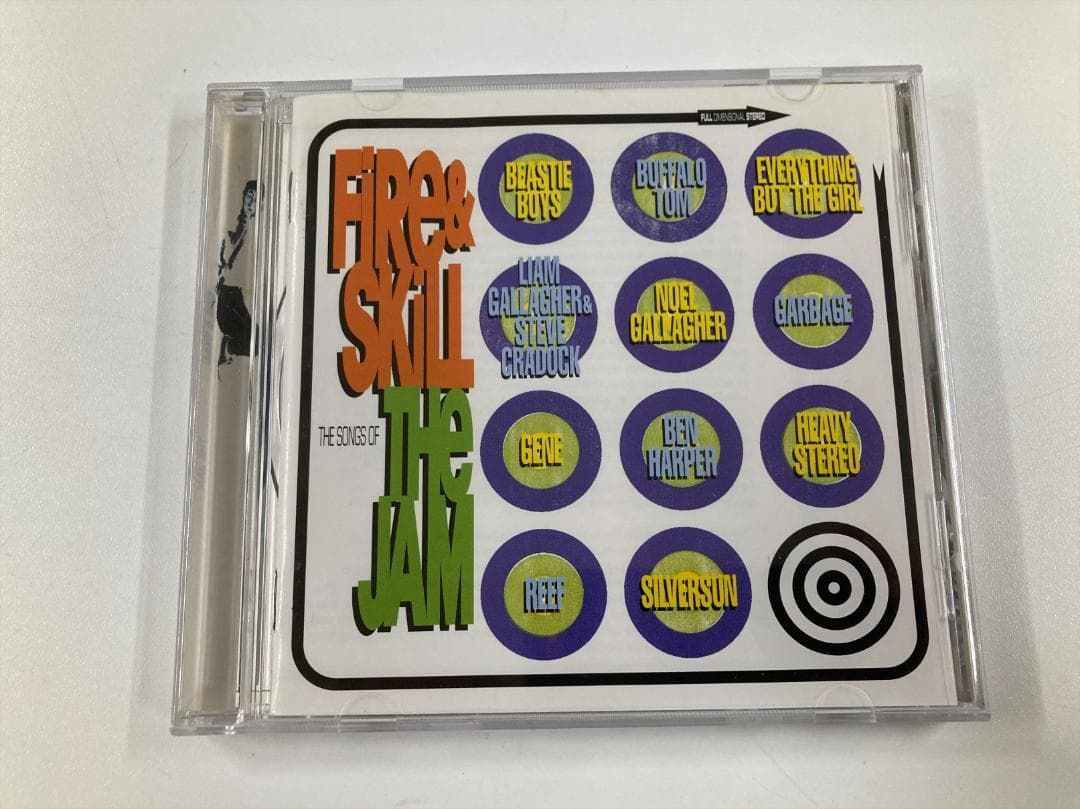 FULL DIMENSIONAL STEREO
FiRe&
SKiLL
THE SONGS OF
THe
JAM
BEASTIE
BOYS
BUFFALO
TOM
EVERYTHING
BUT THE GIRL
LIAM
GALLAGHER&
STEVE
CRADOCK
NOEL
GALLAGHER
GARBAGE
GENE
BEN
HARPER
HEAVY
STEREO
REEF
SILVERSUN